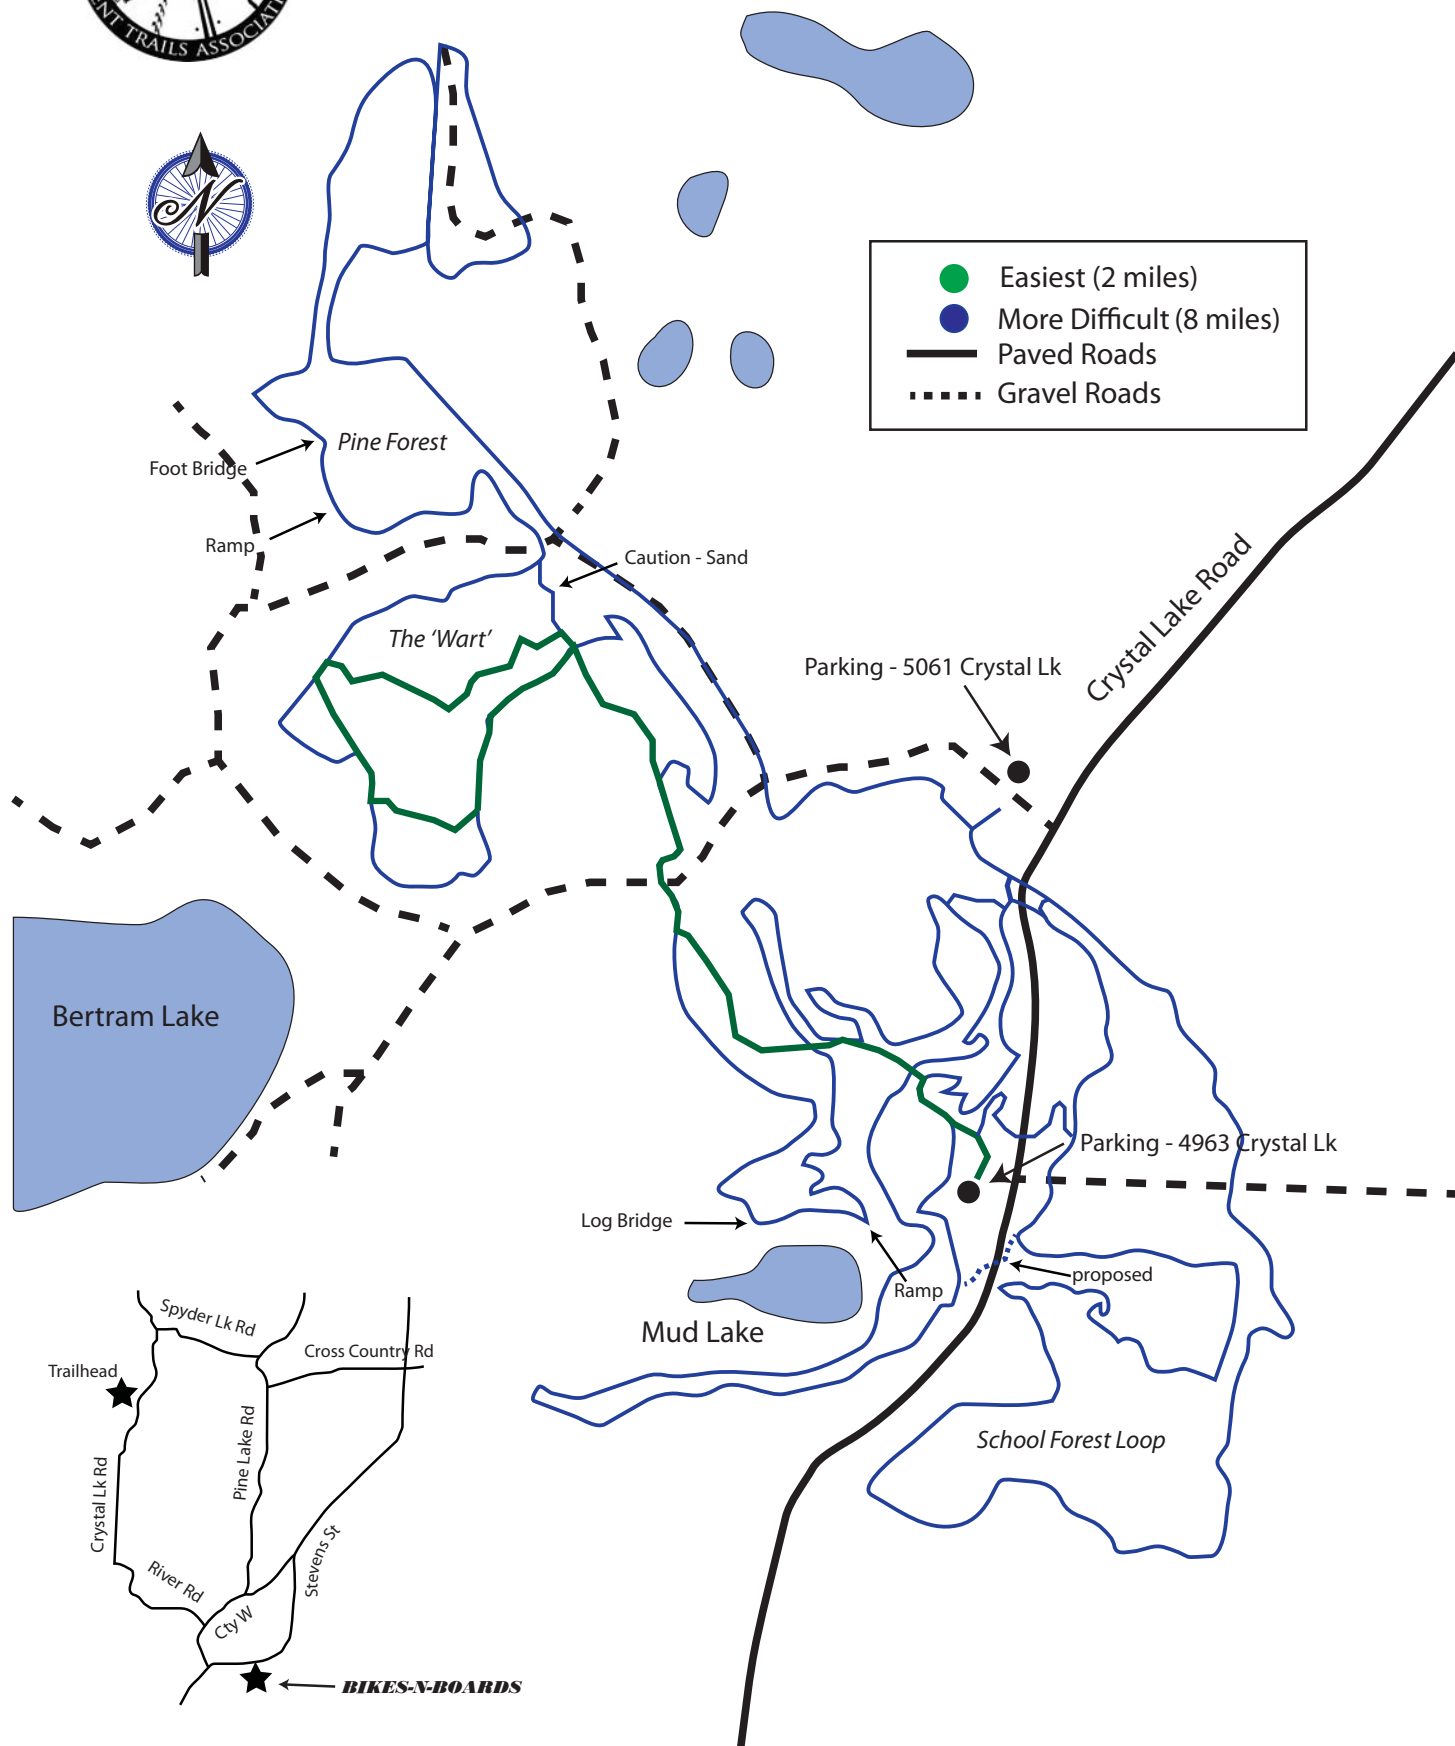 ENT TRAILS ASSOCIATI
N
Easiest (2 miles)
More Difficult (8 miles)
Paved Roads
Gravel Roads
Pine Forest
Foot Bridge
Ramp
Caution - Sand
The ‘Wart’
Crystal Lake Road
Parking - 5061 Crystal Lk
Bertram Lake
Parking - 4963 Crystal Lk
Log Bridge
Ramp
proposed
Mud Lake
School Forest Loop
Spyder Lk Rd
Cross Country Rd
Trailhead
Pine Lake Rd
Crystal Lk Rd
Stevens St
River Rd
Cty W
BIKES-N-BOARDS